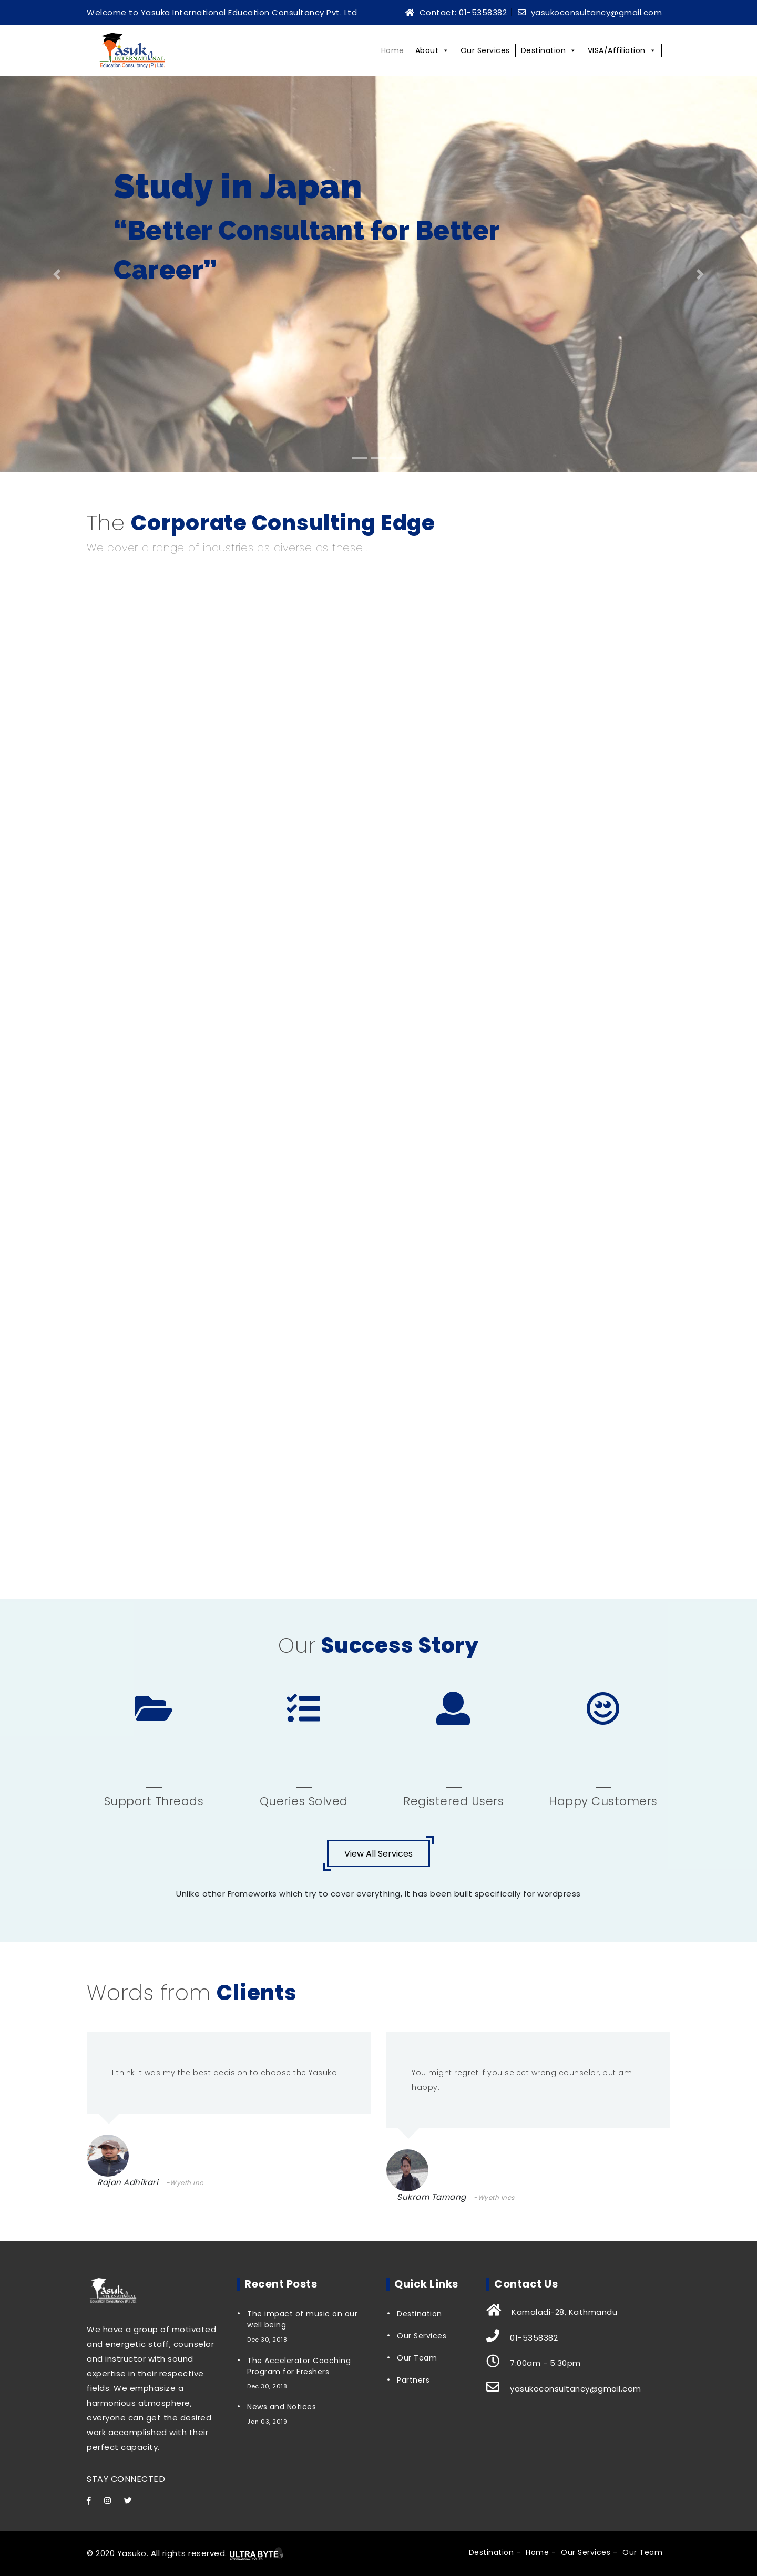 Welcome to Yasuka International Education Consultancy Pvt. Ltd
Contact: 01-5358382 yasukoconsultancy@gmail.com
asuk
INTERNATIONAL
Education Consultancy (P) Ltd.
Home About Our Services Destination VISA/Affiliation
Study in Japan
“Better Consultant for Better
Career”
The Corporate Consulting Edge
We cover a range of industries as diverse as these…
Our Success Story
Support Threads
Queries Solved
Registered Users
Happy Customers
View All Services
Unlike other Frameworks which try to cover everything, It has been built specifically for wordpress
Words from Clients
I think it was my the best decision to choose the Yasuko
Rajan Adhikari -Wyeth Inc
You might regret if you select wrong counselor, but am
happy.
Sukram Tamang -Wyeth Incs
asuk
INTERNATIONAL
Education Consultancy (P) Ltd.
We have a group of motivated
and energetic staff, counselor
and instructor with sound
expertise in their respective
fields. We emphasize a
harmonious atmosphere,
everyone can get the desired
work accomplished with their
perfect capacity.
STAY CONNECTED
Recent Posts
The impact of music on our
well being
Dec 30, 2018
The Accelerator Coaching
Program for Freshers
Dec 30, 2018
News and Notices
Jan 03, 2019
Quick Links
Destination
Our Services
Our Team
Partners
Contact Us
Kamaladi-28, Kathmandu
01-5358382
7:00am - 5:30pm
yasukoconsultancy@gmail.com
© 2020 Yasuko. All rights reserved. ULTRA BYTE
Destination - Home - Our Services - Our Team